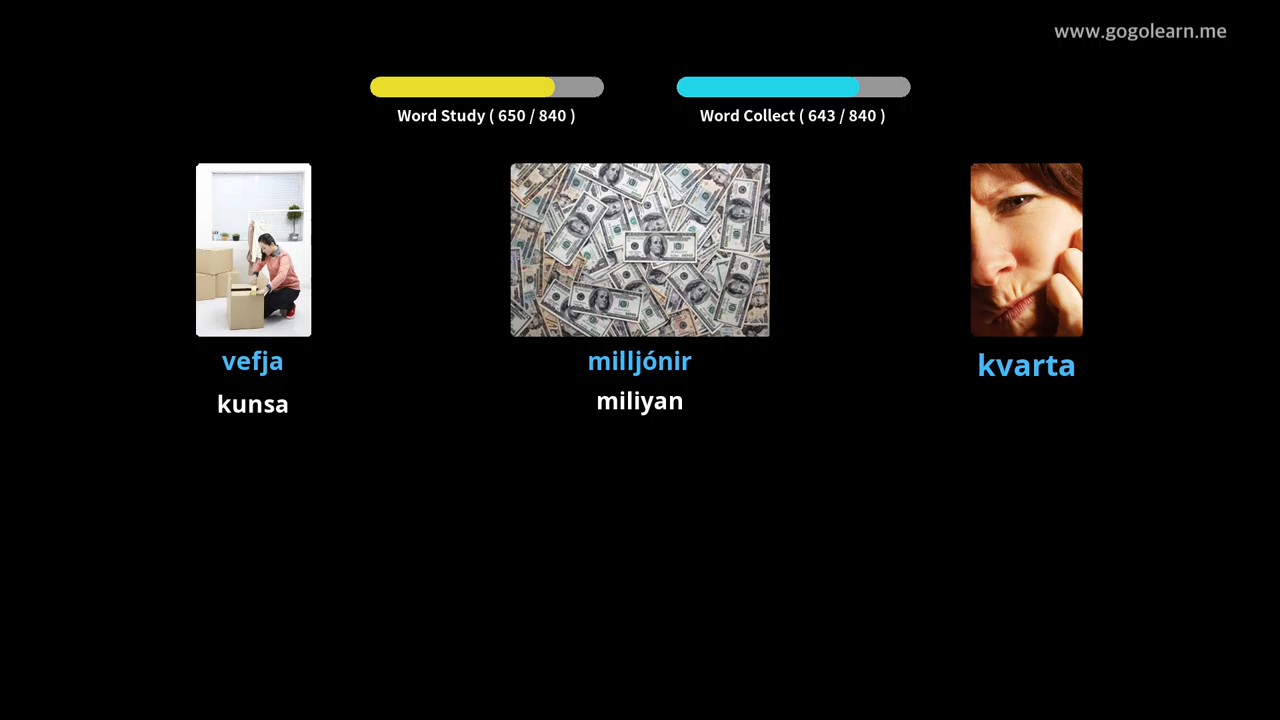 www.gogolearn.me
Word Study ( 650 / 840 )
Word Collect ( 643 / 840 )
vefja
kunsa
milljónir
miliyan
kvarta